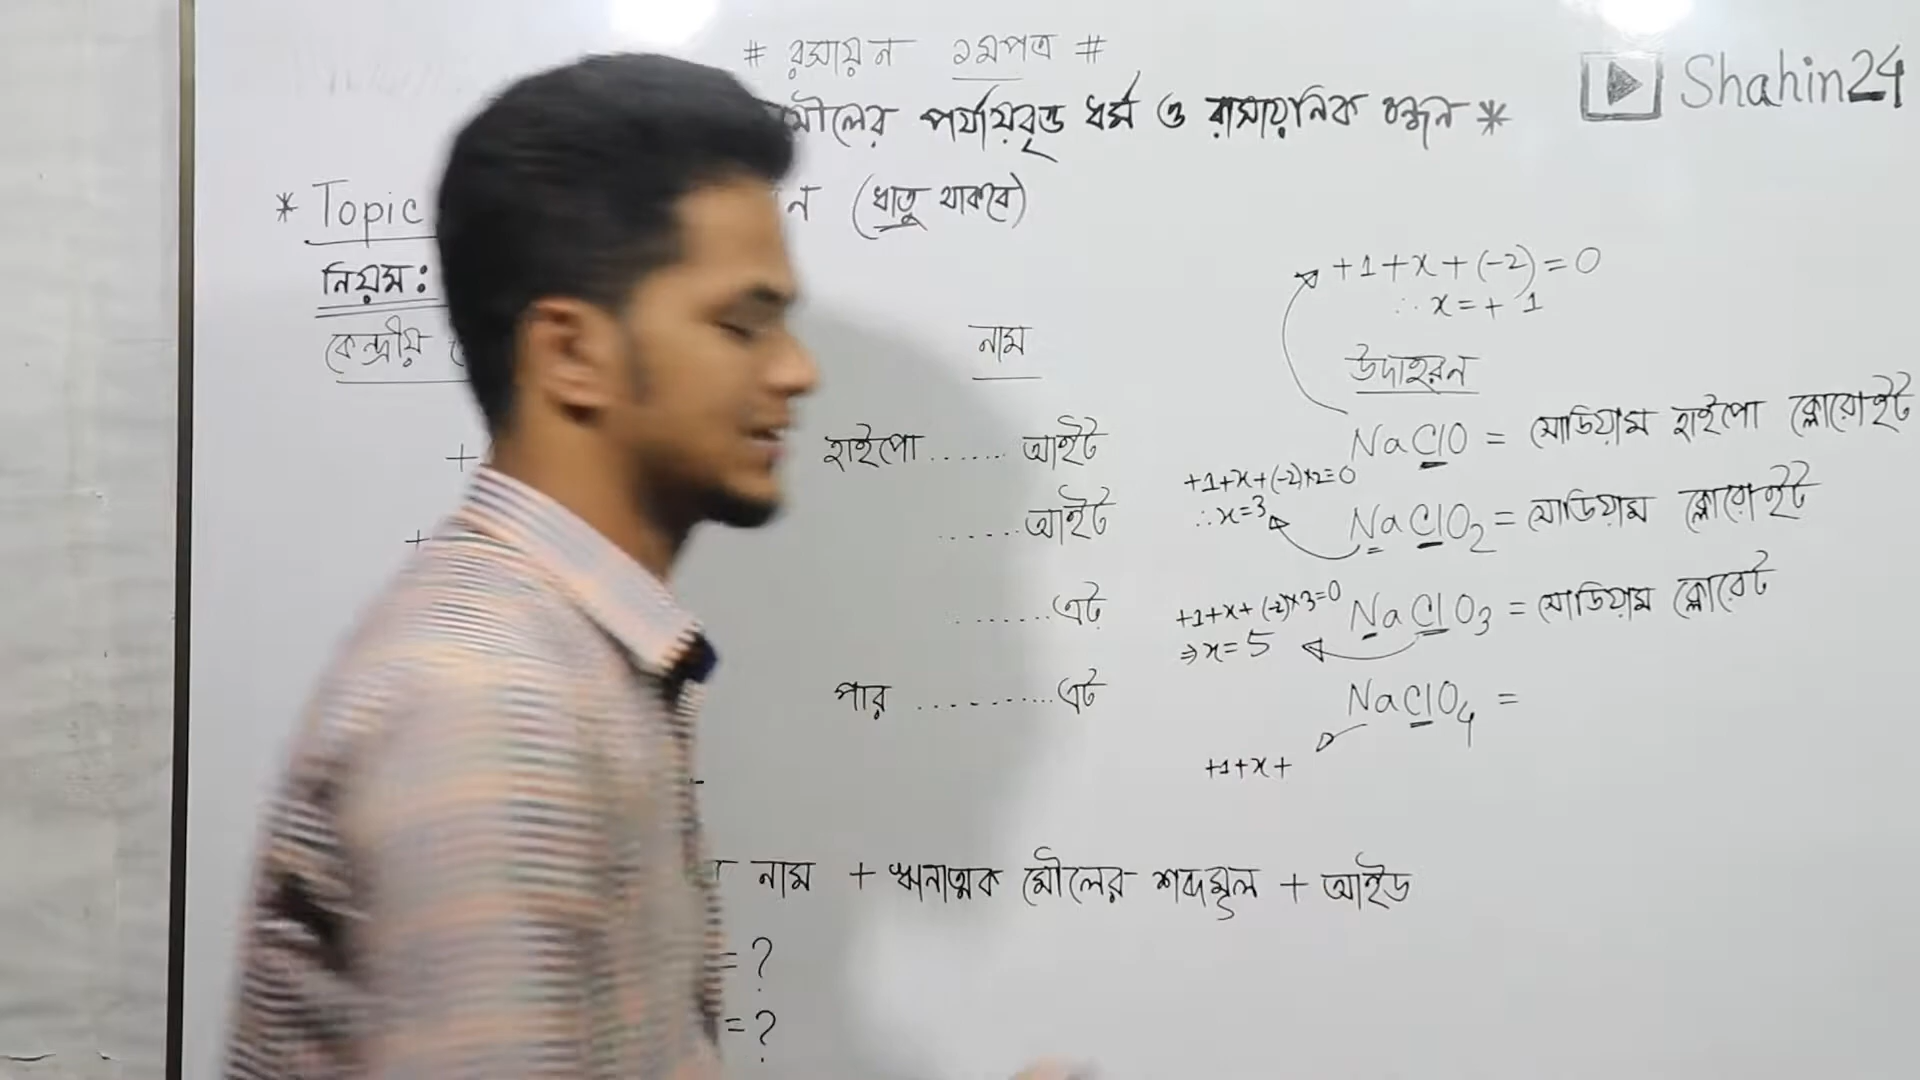 # রসায়ন ১মপত্র #
Shahin24
মৌলের পর্যায়বৃত্ত ধর্ম ও রাসায়নিক বন্ধন *
* Topic
ন (ধাতু থাকবে)
নিয়ম:
কেন্দ্রীয়
নাম
+1+x+(-2)=0
∴ x=+1
উদাহরন
+
হাইপো ....... আইট
NaClO = সোডিয়াম হাইপো ক্লোরোাইট
+
......আইট
+1+x+(-2)×2=0
∴x=3
NaClO2 = সোডিয়াম ক্লোরোাইট
.......এট
+1+x+(-2)×3=0
⇒x=5
NaClO3 = সোডিয়াম ক্লোরেট
পার ..........এট
NaClO4 =
+1+x+
নাম + ঋনাত্মক মৌলের শব্দমূল + আইড
=?
=?